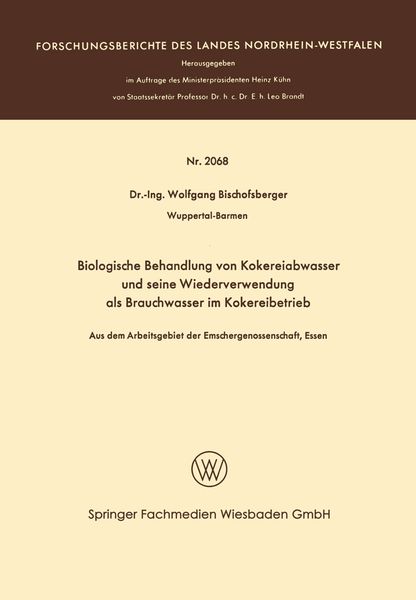 FORSCHUNGSBERICHTE DES LANDES NORDRHEIN-WESTFALEN
Herausgegeben
im Auftrage des Ministerpräsidenten Heinz Kühn
von Staatssekretär Professor Dr. h. c. Dr. E. h. Leo Brandt
Nr. 2068
Dr.-Ing. Wolfgang Bischofsberger
Wuppertal-Barmen
Biologische Behandlung von Kokereiabwasser
und seine Wiederverwendung
als Brauchwasser im Kokereibetrieb
Aus dem Arbeitsgebiet der Emschergenossenschaft, Essen
Springer Fachmedien Wiesbaden GmbH